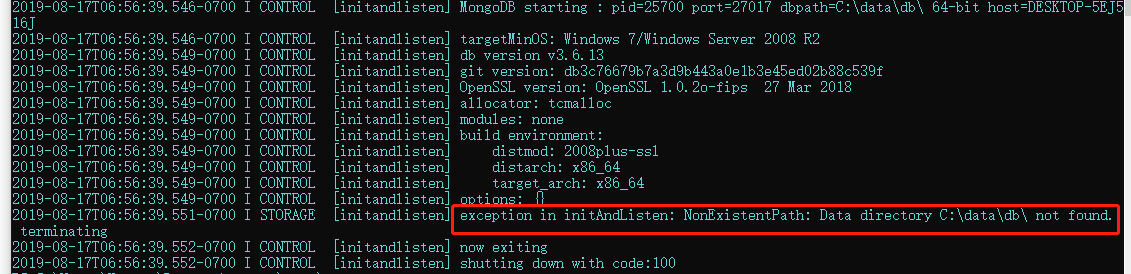 2019-08-17T06:56:39.546-0700 I CONTROL  [initandlisten] MongoDB starting : pid=25700 port=27017 dbpath=C:\data\db\ 64-bit host=DESKTOP-5EJ5
16J
2019-08-17T06:56:39.546-0700 I CONTROL  [initandlisten] targetMinOS: Windows 7/Windows Server 2008 R2
2019-08-17T06:56:39.549-0700 I CONTROL  [initandlisten] db version v3.6.13
2019-08-17T06:56:39.549-0700 I CONTROL  [initandlisten] git version: db3c76679b7a3d9b443a0e1b3e45ed02b88c539f
2019-08-17T06:56:39.549-0700 I CONTROL  [initandlisten] OpenSSL version: OpenSSL 1.0.2o-fips  27 Mar 2018
2019-08-17T06:56:39.549-0700 I CONTROL  [initandlisten] allocator: tcmalloc
2019-08-17T06:56:39.549-0700 I CONTROL  [initandlisten] modules: none
2019-08-17T06:56:39.549-0700 I CONTROL  [initandlisten] build environment:
2019-08-17T06:56:39.549-0700 I CONTROL  [initandlisten]     distmod: 2008plus-ssl
2019-08-17T06:56:39.549-0700 I CONTROL  [initandlisten]     distarch: x86_64
2019-08-17T06:56:39.549-0700 I CONTROL  [initandlisten]     target_arch: x86_64
2019-08-17T06:56:39.549-0700 I CONTROL  [initandlisten] options: {}
2019-08-17T06:56:39.551-0700 I STORAGE  [initandlisten] exception in initAndListen: NonExistentPath: Data directory C:\data\db\ not found.
terminating
2019-08-17T06:56:39.552-0700 I CONTROL  [initandlisten] now exiting
2019-08-17T06:56:39.552-0700 I CONTROL  [initandlisten] shutting down with code:100